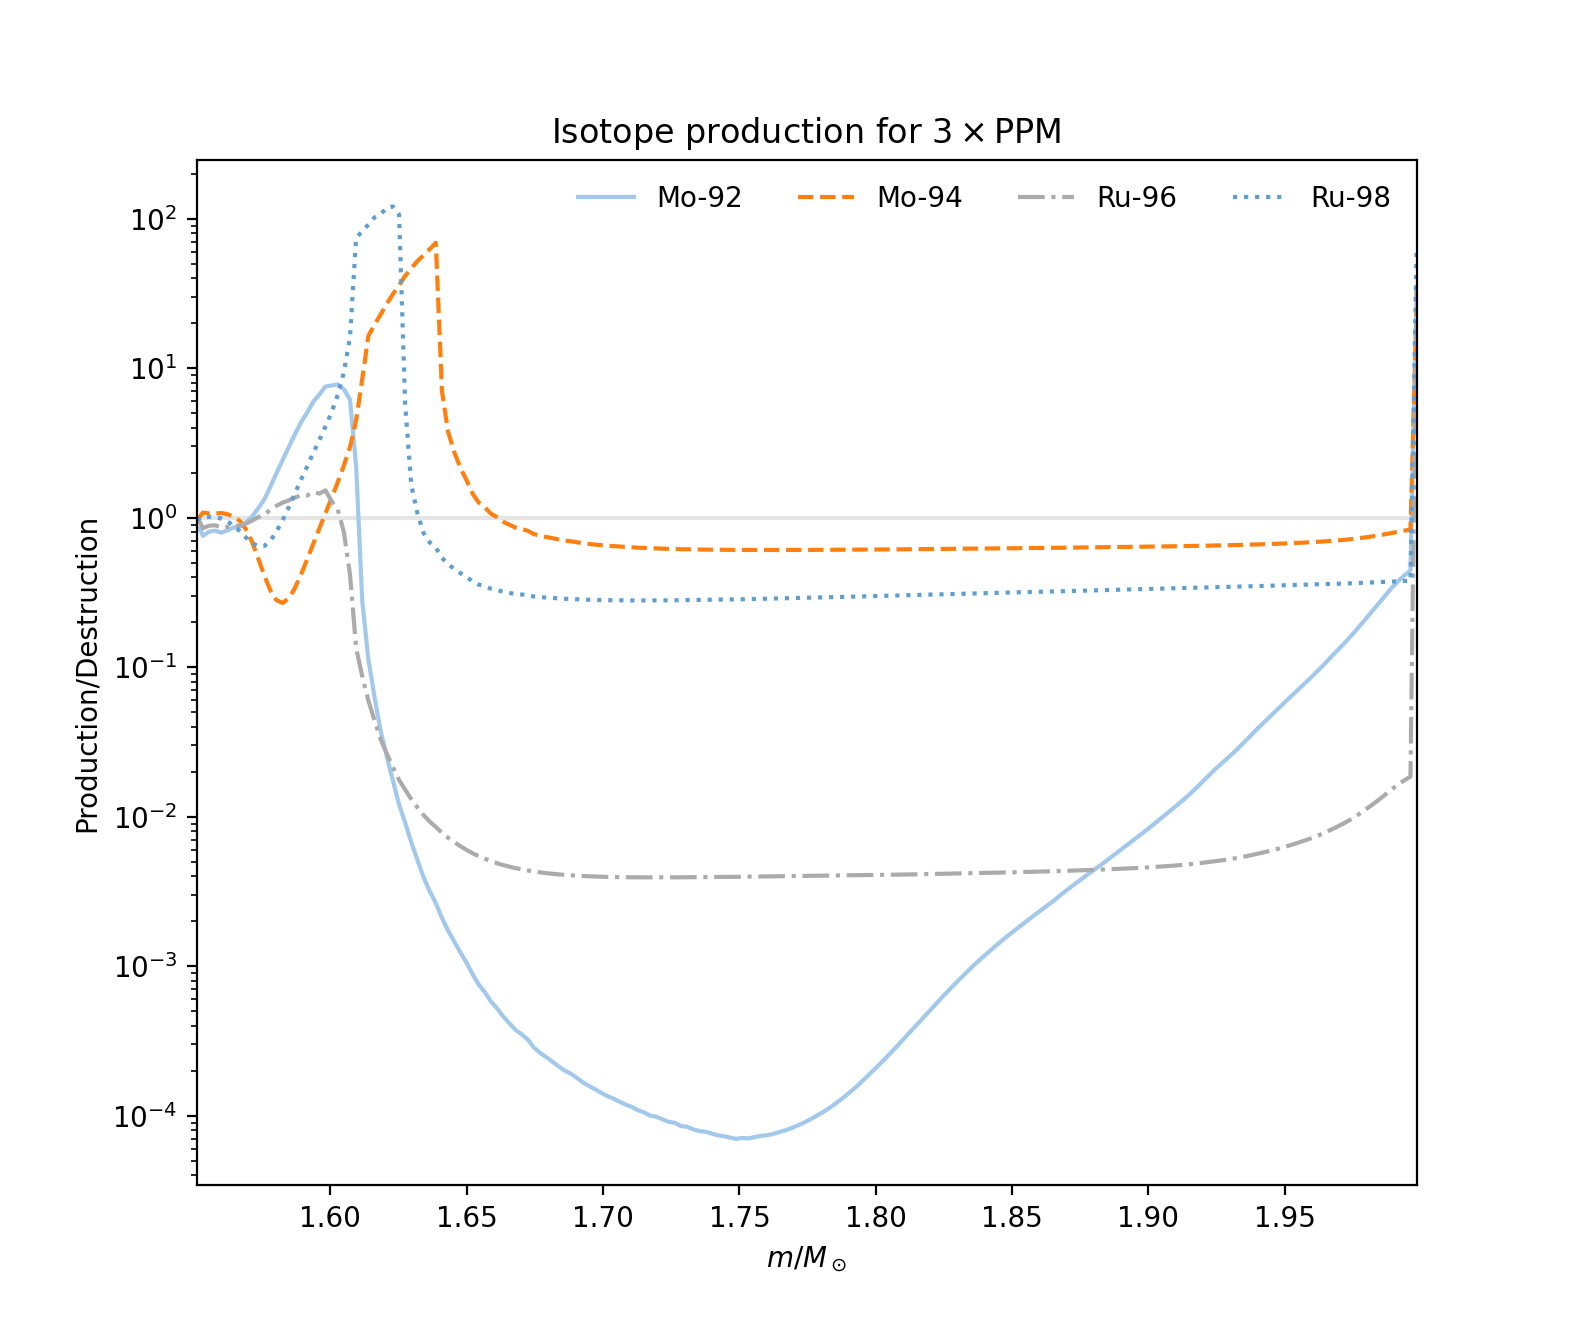 Isotope production for 3 × PPM
Mo-92 Mo-94 Ru-96 Ru-98
Production/Destruction
10²
10¹
10⁰
10⁻¹
10⁻²
10⁻³
10⁻⁴
1.60 1.65 1.70 1.75 1.80 1.85 1.90 1.95
m/M☉